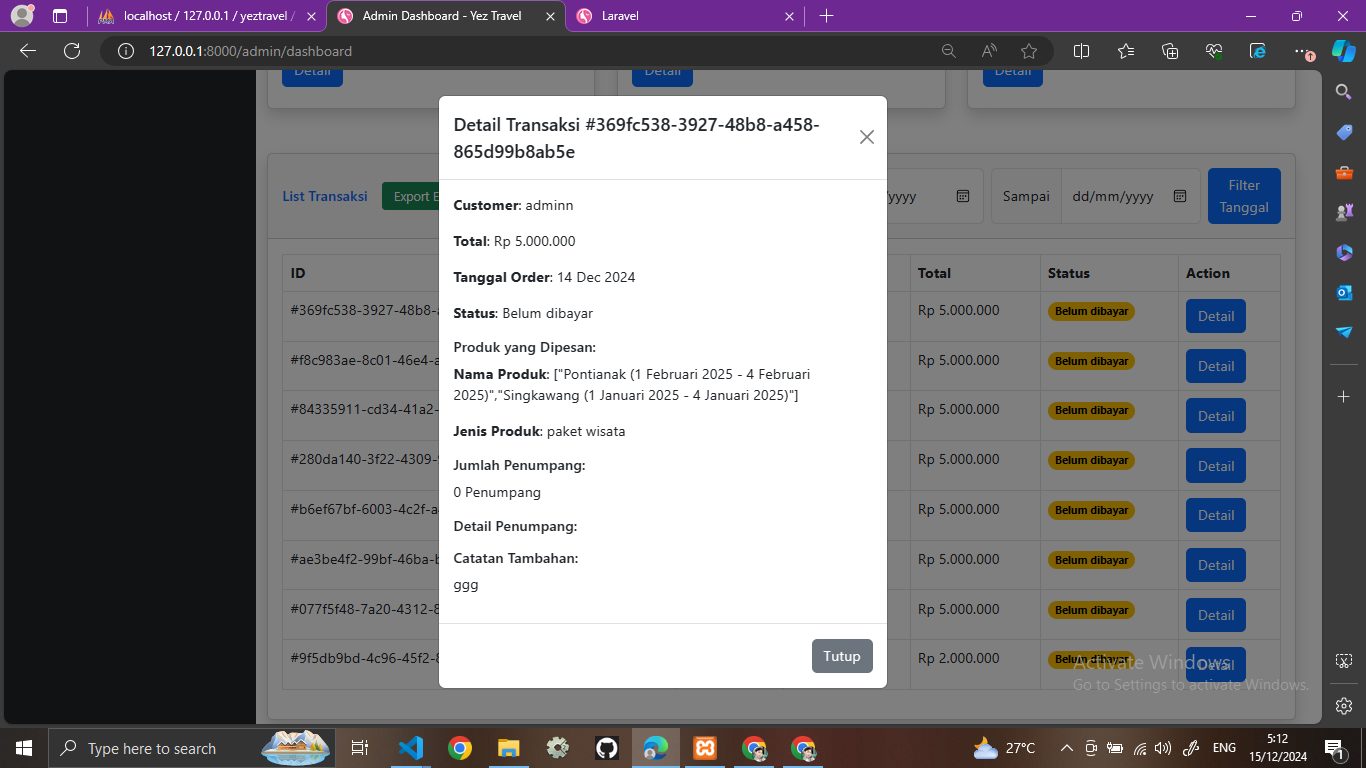 localhost / 127.0.0.1 / yeztravel /
Admin Dashboard - Yez Travel
Laravel
127.0.0.1:8000/admin/dashboard
Detail
Detail
Detail
Detail Transaksi #369fc538-3927-48b8-a458-
865d99b8ab5e
Customer: adminn
Total: Rp 5.000.000
Tanggal Order: 14 Dec 2024
Status: Belum dibayar
Produk yang Dipesan:
Nama Produk: ["Pontianak (1 Februari 2025 - 4 Februari
2025)","Singkawang (1 Januari 2025 - 4 Januari 2025)"]
Jenis Produk: paket wisata
Jumlah Penumpang:
0 Penumpang
Detail Penumpang:
Catatan Tambahan:
ggg
Tutup
List Transaksi
Export E
/yyyy
Sampai
dd/mm/yyyy
Filter
Tanggal
ID Total Status Action
#369fc538-3927-48b8- Rp 5.000.000 Belum dibayar Detail
#f8c983ae-8c01-46e4-a Rp 5.000.000 Belum dibayar Detail
#84335911-cd34-41a2- Rp 5.000.000 Belum dibayar Detail
#280da140-3f22-4309- Rp 5.000.000 Belum dibayar Detail
#b6ef67bf-6003-4c2f-a Rp 5.000.000 Belum dibayar Detail
#ae3be4f2-99bf-46ba- Rp 5.000.000 Belum dibayar Detail
#077f5f48-7a20-4312-8 Rp 5.000.000 Belum dibayar Detail
#9f5db9bd-4c96-45f2-8 Rp 2.000.000 Belum dibayar Detail
Activate Windows
Go to Settings to activate Windows.
Type here to search
27°C
ENG
5:12
15/12/2024
1